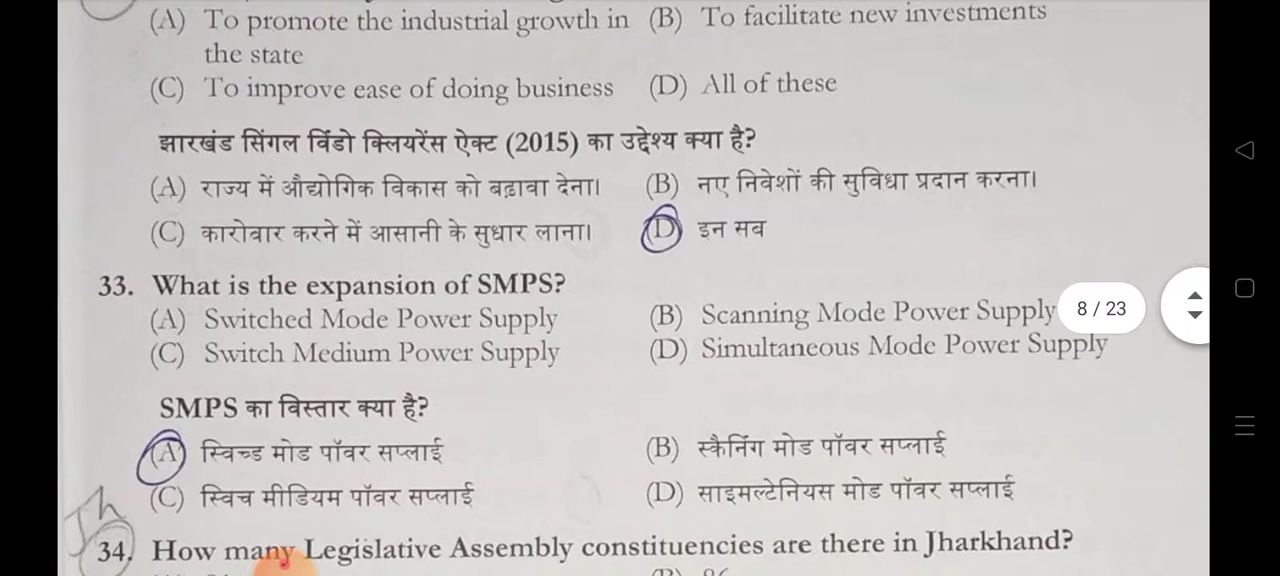 (A) To promote the industrial growth in (B) To facilitate new investments
the state
(C) To improve ease of doing business (D) All of these
झारखंड सिंगल विंडो क्लियरेंस ऐक्ट (2015) का उद्देश्य क्या है?
(A) राज्य में औद्योगिक विकास को बढ़ावा देना। (B) नए निवेशों की सुविधा प्रदान करना।
(C) कारोवार करने में आसानी के सुधार लाना। (D) इन सब
33. What is the expansion of SMPS?
(A) Switched Mode Power Supply (B) Scanning Mode Power Supply
8 / 23
(C) Switch Medium Power Supply (D) Simultaneous Mode Power Supply
SMPS का विस्तार क्या है?
(A) स्विच्ड मोड पॉवर सप्लाई (B) स्कैनिंग मोड पॉवर सप्लाई
(C) स्विच मीडियम पॉवर सप्लाई (D) साइमल्टेनियस मोड पॉवर सप्लाई
Jh
34. How many Legislative Assembly constituencies are there in Jharkhand?